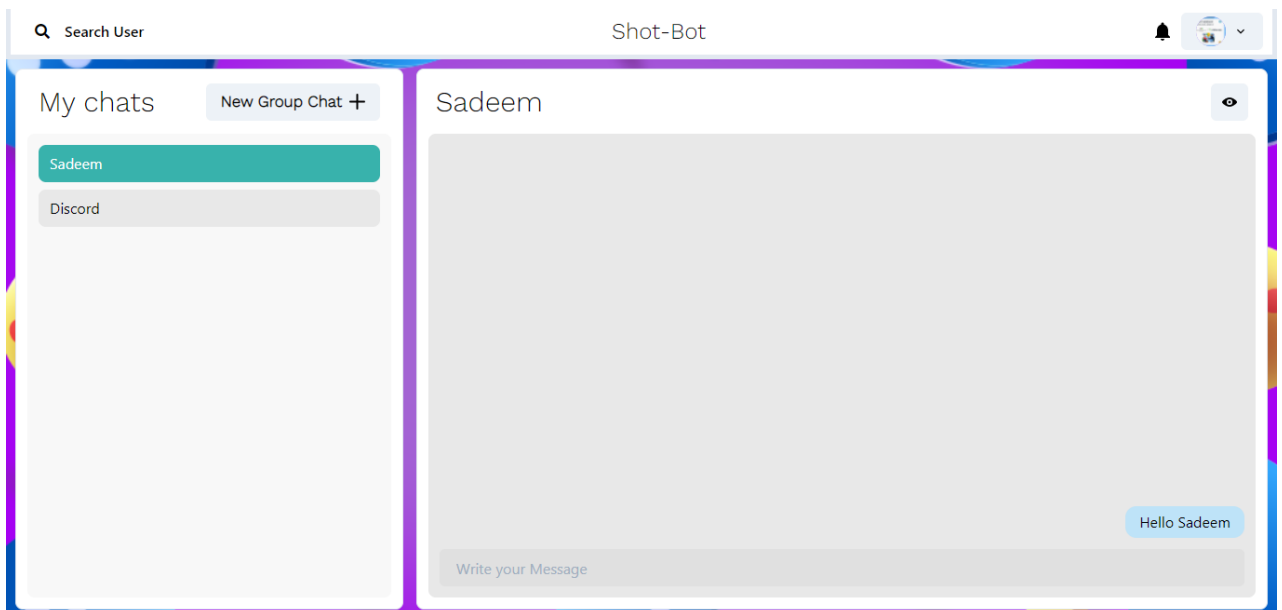 Search User
Shot-Bot
My chats
New Group Chat +
Sadeem
Discord
Sadeem
Hello Sadeem
Write your Message